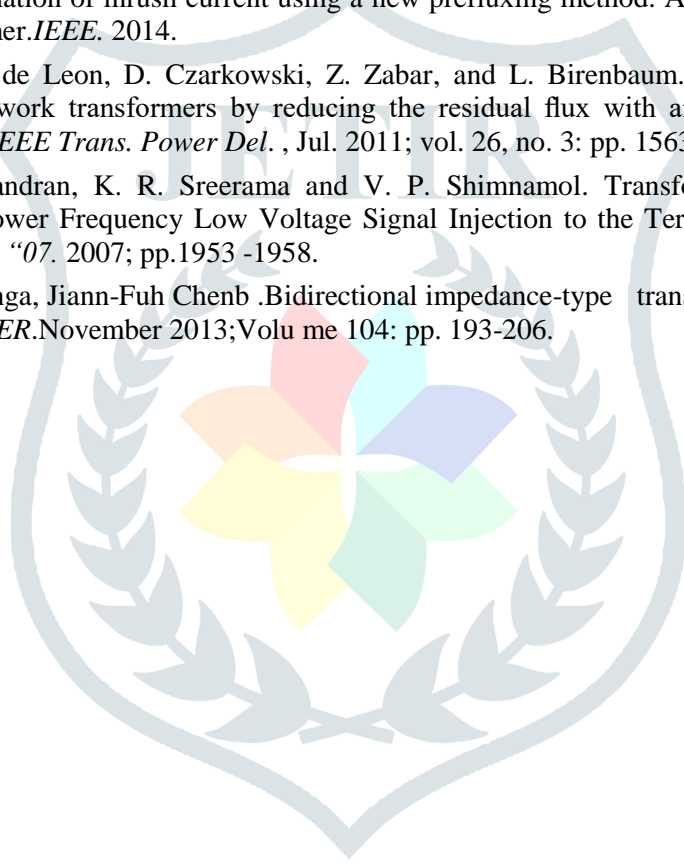 nation of inrush current using a new prefluxing method. A
ner.IEEE. 2014.
de Leon, D. Czarkowski, Z. Zabar, and L. Birenbaum.
work transformers by reducing the residual flux with a
EEE Trans. Power Del. , Jul. 2011; vol. 26, no. 3: pp. 1563
andran, K. R. Sreerama and V. P. Shimnamol. Transfo
ower Frequency Low Voltage Signal Injection to the Ter
“07. 2007; pp.1953 -1958.
nga, Jiann-Fuh Chenb .Bidirectional impedance-type trans
ER.November 2013;Volu me 104: pp. 193-206.
JETIR